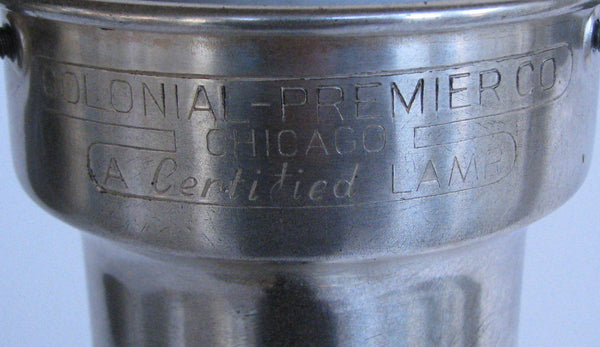 COLONIAL-PREMIER CO.
CHICAGO
A Certified LAMP